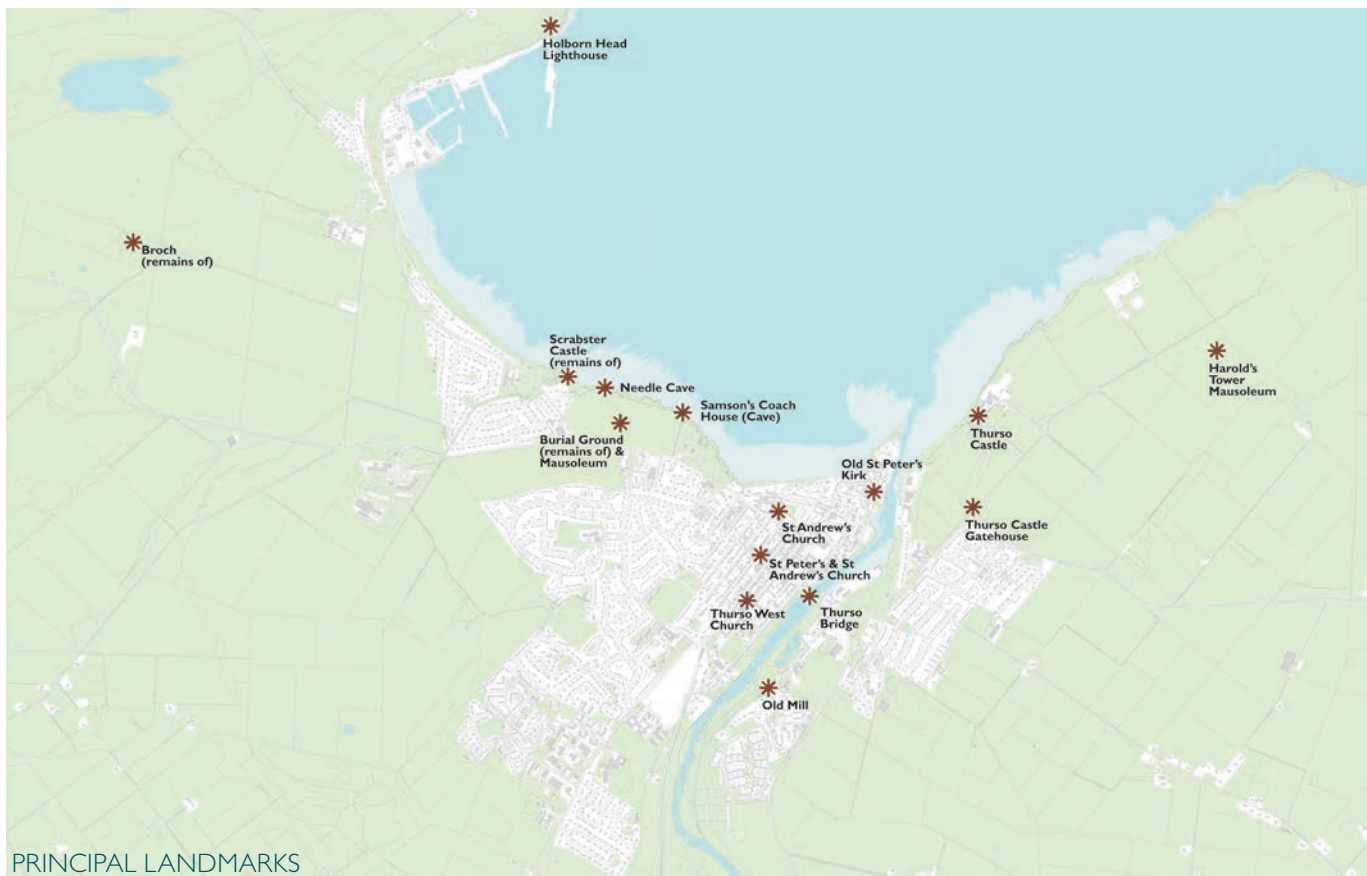 Holborn Head
Lighthouse
Broch
(remains of)
Scrabster
Castle
(remains of)
Needle Cave
Samson's Coach
House (Cave)
Burial Ground
(remains of) &
Mausoleum
Harold's
Tower
Mausoleum
Thurso
Castle
Old St Peter's
Kirk
Thurso Castle
Gatehouse
St Andrew's
Church
St Peter's & St
Andrew's Church
Thurso West
Church
Thurso
Bridge
Old Mill
PRINCIPAL LANDMARKS